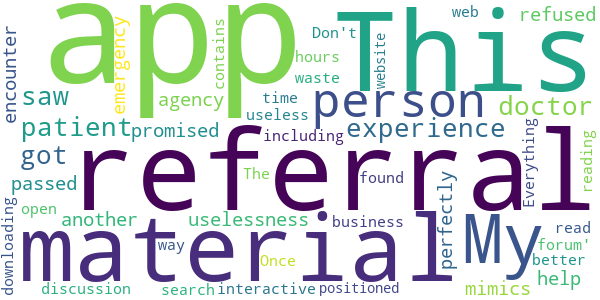 app
This
referral
material
My
person
experience
doctor
patient
saw
got
help
encounter
emergency
contains
Don't
hours
waste
web
website
refused
agency
time
useless
promised
including
passed
The
found
another
uselessness
business
perfectly
Everything
reading
open
way
Once
read
forum'
better
downloading
discussion
search
interactive
positioned
mimics